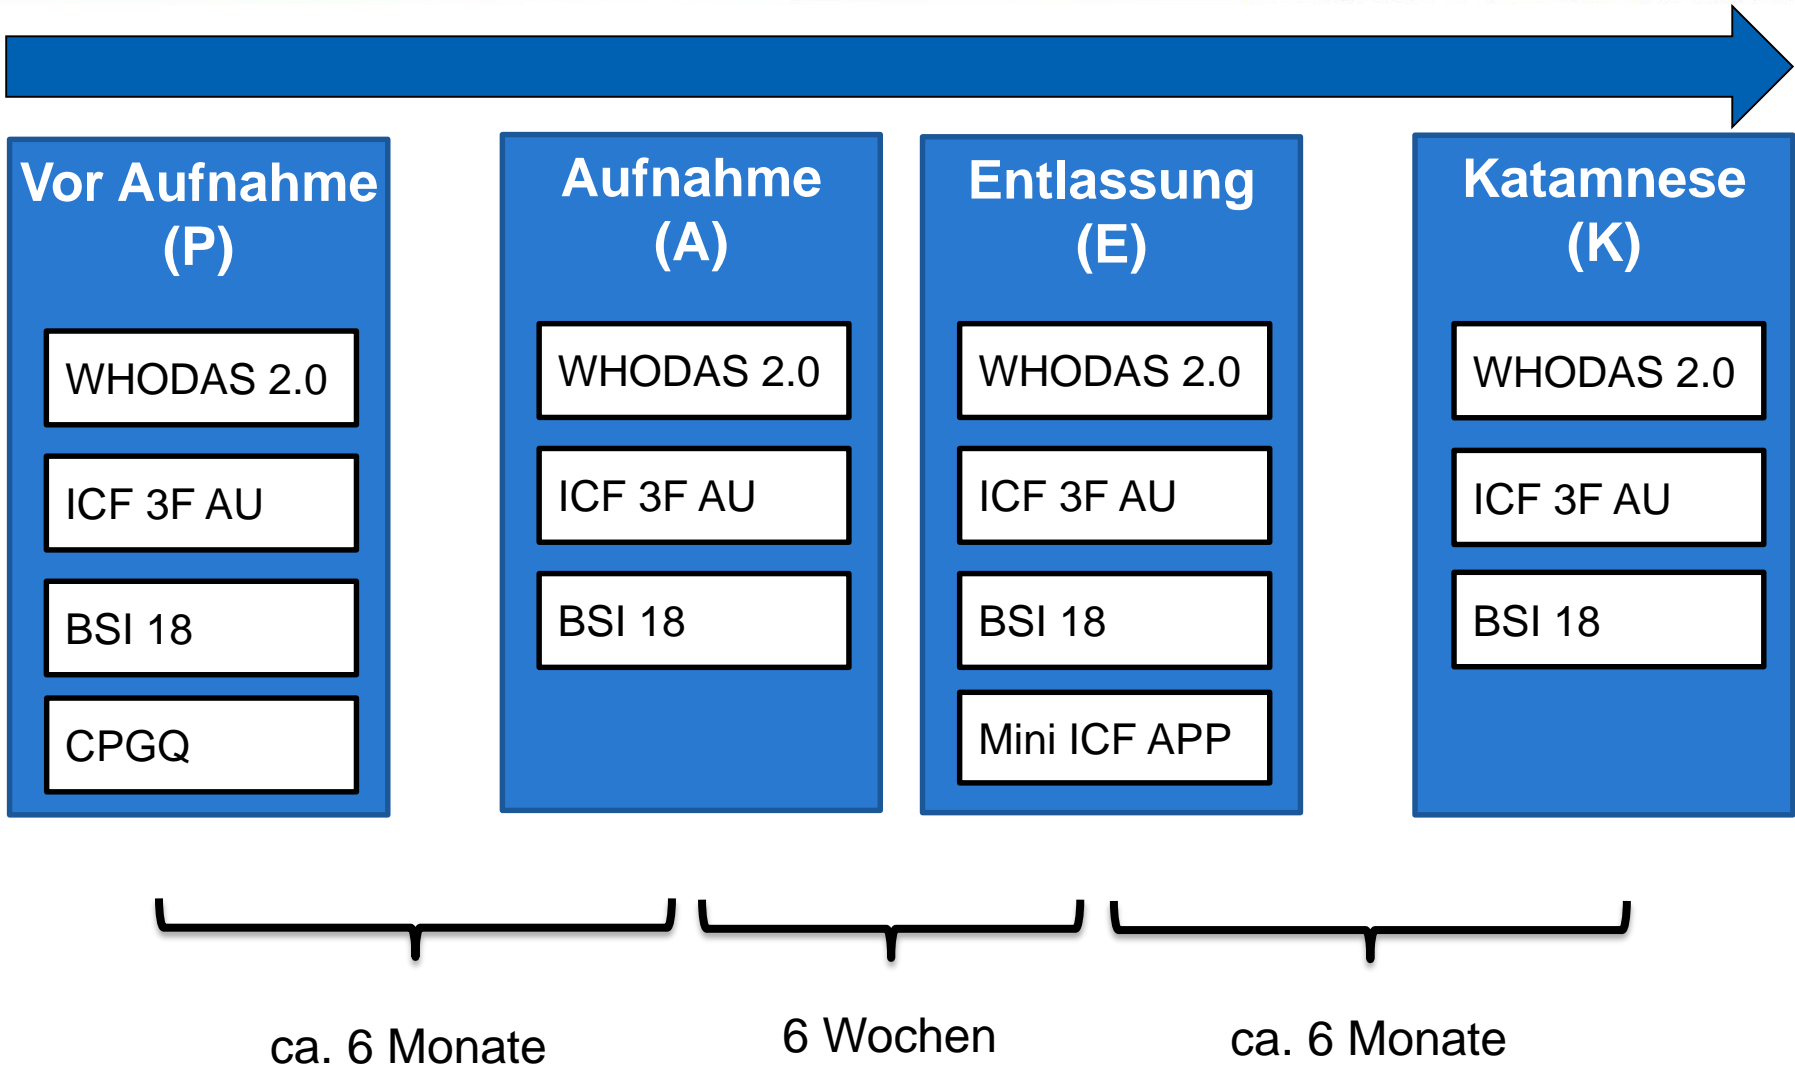 Vor Aufnahme
(P)
WHODAS 2.0
ICF 3F AU
BSI 18
CPGQ
Aufnahme
(A)
WHODAS 2.0
ICF 3F AU
BSI 18
Entlassung
(E)
WHODAS 2.0
ICF 3F AU
BSI 18
Mini ICF APP
Katamnese
(K)
WHODAS 2.0
ICF 3F AU
BSI 18
ca. 6 Monate
6 Wochen
ca. 6 Monate